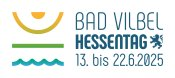 BAD VILBEL
HESSENTAG
13. bis 22.6.2025